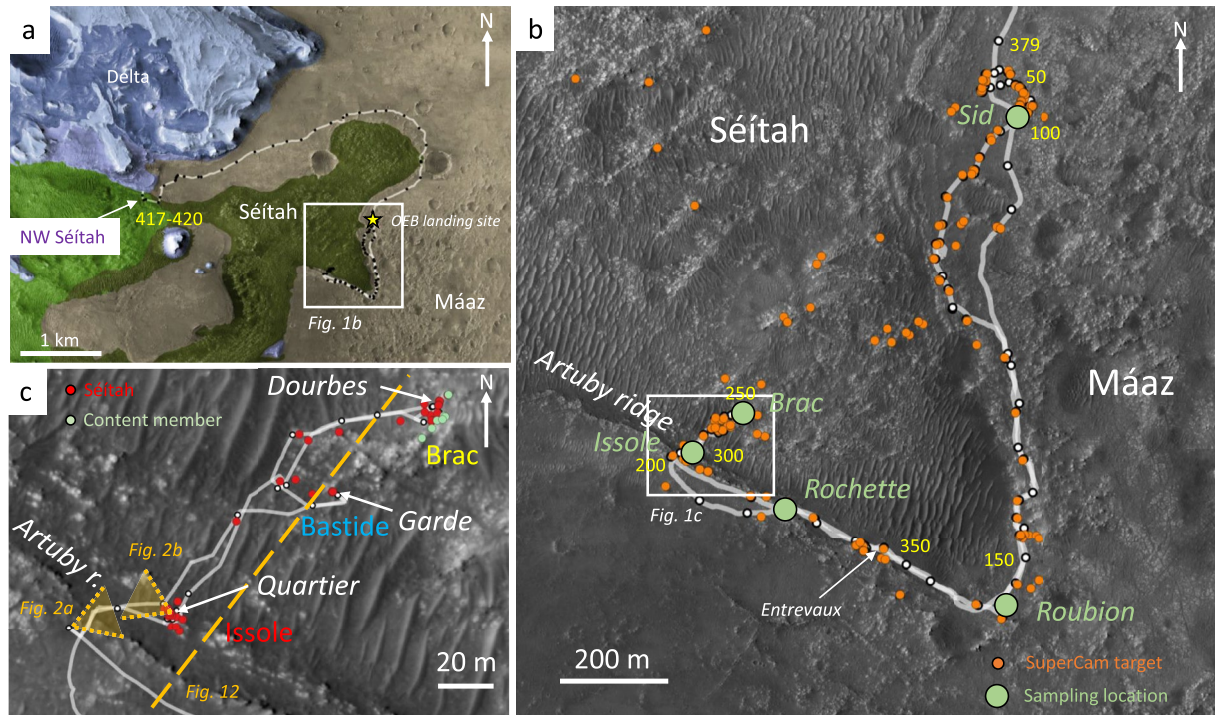 a
N
Délta
Séítah
417-420
NW Séítah
OEB landing site
Máaz
Fig. 1b
1 km
b
N
379
50
Sid
100
Séítah
Máaz
Artuby ridge
250
Brac
Issole
200
300
Fig. 1c
Rochette
350
150
Entrevaux
Roubion
200 m
SuperCam target
Sampling location
c
Séítah
Content member
Dourbes
N
Brac
Bastide
Garde
Artuby r.
Fig. 2b
Quartier
Fig. 2a
Issole
20 m
Fig. 12